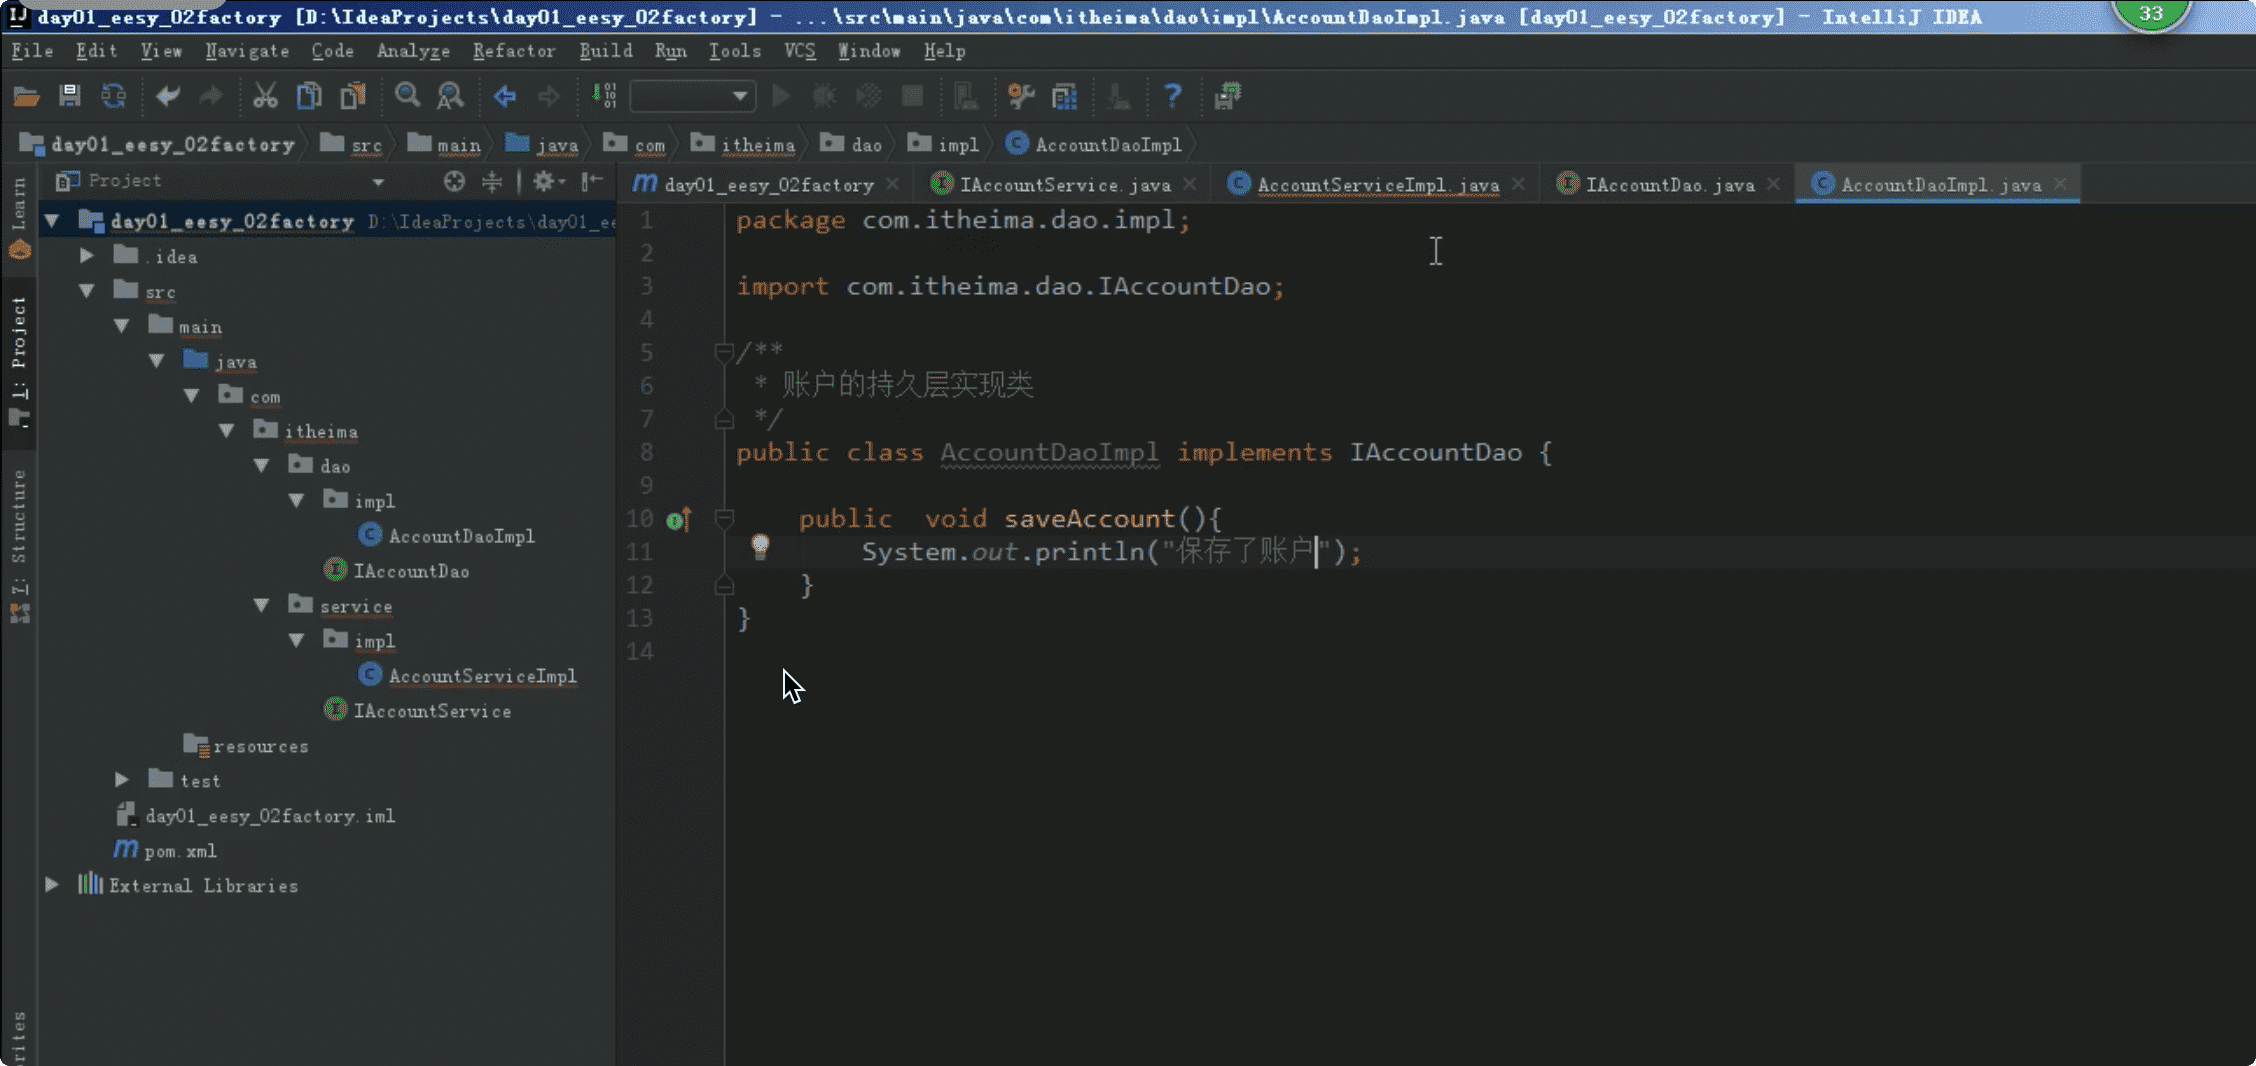 day01_eesy_02factory [D:\IdeaProjects\day01_eesy_02factory] - ...\src\main\java\com\itheima\dao\impl\AccountDaoImpl.java [day01_eesy_02factory] - IntelliJ IDEA
33
File Edit View Navigate Code Analyze Refactor Build Run Tools VCS Window Help
day01_eesy_02factory src main java com itheima dao impl AccountDaoImpl
Learn
1: Project
7: Structure
Project
day01_eesy_02factory D:\IdeaProjects\day01_ee
.idea
src
main
java
com
itheima
dao
impl
AccountDaoImpl
IAccountDao
service
impl
AccountServiceImpl
IAccountService
resources
test
day01_eesy_02factory.iml
pom.xml
External Libraries
day01_eesy_02factory IAccountService.java AccountServiceImpl.java IAccountDao.java AccountDaoImpl.java
1 package com.itheima.dao.impl;
2
3 import com.itheima.dao.IAccountDao;
4
5 /**
6 * 账户的持久层实现类
7 */
8 public class AccountDaoImpl implements IAccountDao {
9
10 public  void saveAccount(){
11 System.out.println("保存了账户");
12 }
13 }
14